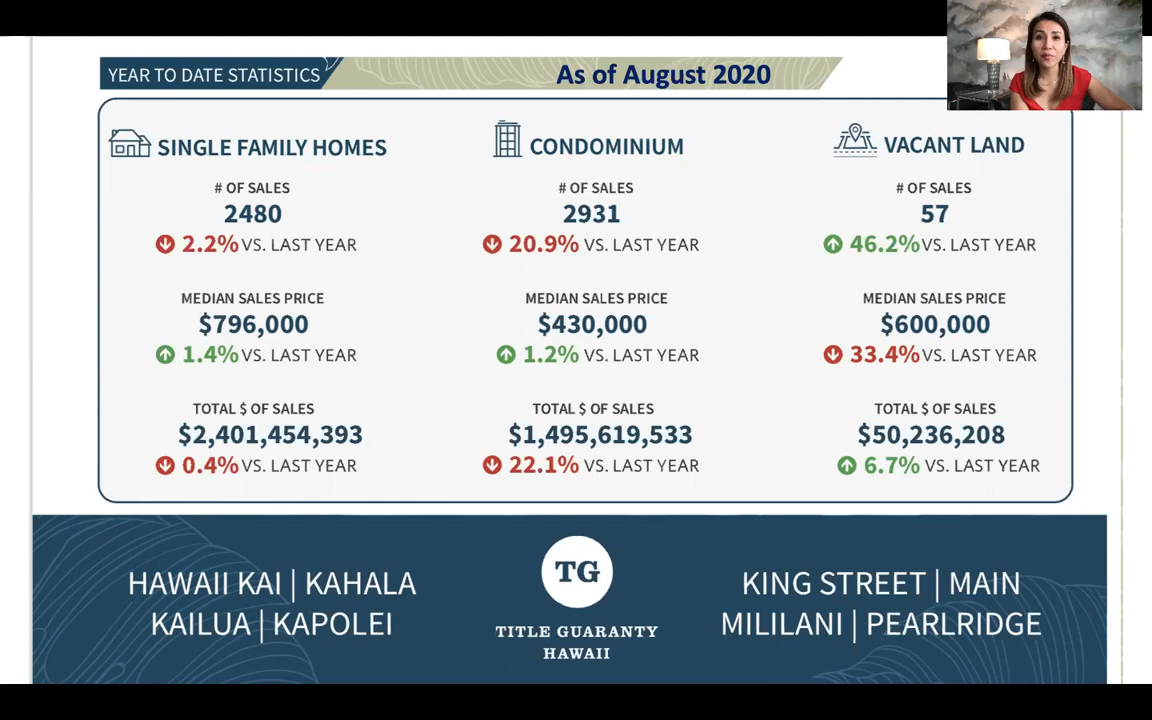 YEAR TO DATE STATISTICS
As of August 2020
SINGLE FAMILY HOMES
# OF SALES
2480
2.2% VS. LAST YEAR
MEDIAN SALES PRICE
$796,000
1.4% VS. LAST YEAR
TOTAL $ OF SALES
$2,401,454,393
0.4% VS. LAST YEAR
CONDOMINIUM
# OF SALES
2931
20.9% VS. LAST YEAR
MEDIAN SALES PRICE
$430,000
1.2% VS. LAST YEAR
TOTAL $ OF SALES
$1,495,619,533
22.1% VS. LAST YEAR
VACANT LAND
# OF SALES
57
46.2% VS. LAST YEAR
MEDIAN SALES PRICE
$600,000
33.4% VS. LAST YEAR
TOTAL $ OF SALES
$50,236,208
6.7% VS. LAST YEAR
HAWAII KAI | KAHALA
KAILUA | KAPOLEI
TG
TITLE GUARANTY
HAWAII
KING STREET | MAIN
MILILANI | PEARLRIDGE